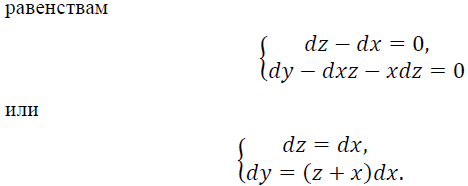 равенствам
dz − dx = 0,
dy − dxz − xdz = 0
или
dz = dx,
dy = (z + x)dx.